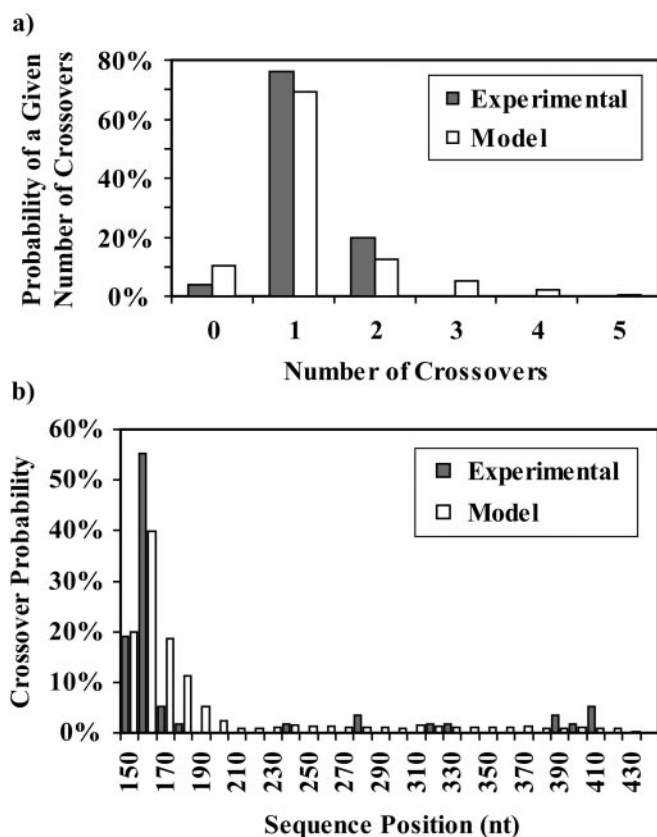 a)
Probability of a Given
Number of Crossovers
80%
60%
40%
20%
0%
Experimental
Model
0 1 2 3 4 5
Number of Crossovers
b)
Crossover Probability
60%
50%
40%
30%
20%
10%
0%
Experimental
Model
150 170 190 210 230 250 270 290 310 330 350 370 390 410 430
Sequence Position (nt)